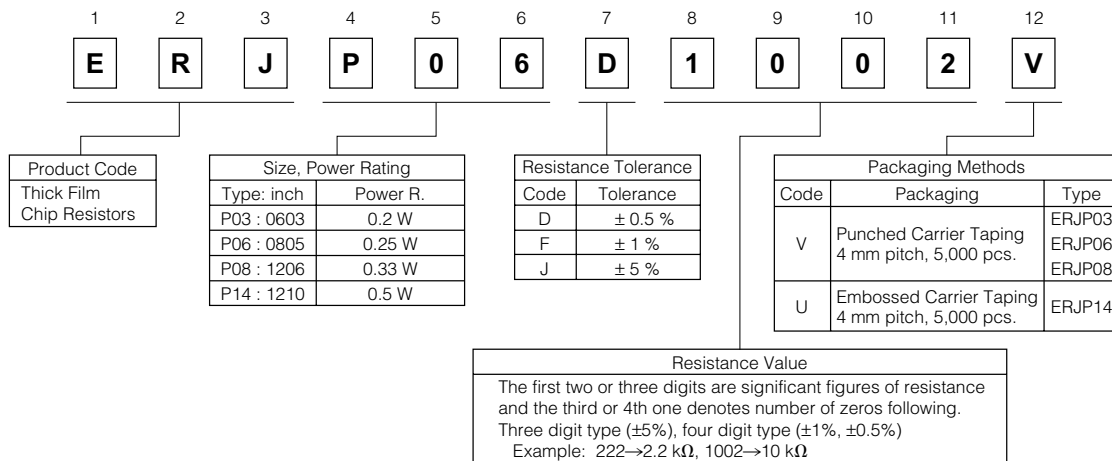 1 2 3 4 5 6 7 8 9 10 11 12
E R J P 0 6 D 1 0 0 2 V
Product Code
Thick Film
Chip Resistors
Size, Power Rating
Type: inch Power R.
P03 : 0603 0.2 W
P06 : 0805 0.25 W
P08 : 1206 0.33 W
P14 : 1210 0.5 W
Resistance Tolerance
Code Tolerance
D ± 0.5 %
F ± 1 %
J ± 5 %
Packaging Methods
Code Packaging Type
V Punched Carrier Taping
4 mm pitch, 5,000 pcs.
ERJP03
ERJP06
ERJP08
U Embossed Carrier Taping
4 mm pitch, 5,000 pcs.
ERJP14
Resistance Value
The first two or three digits are significant figures of resistance
and the third or 4th one denotes number of zeros following.
Three digit type (±5%), four digit type (±1%, ±0.5%)
Example: 222→2.2 kΩ, 1002→10 kΩ